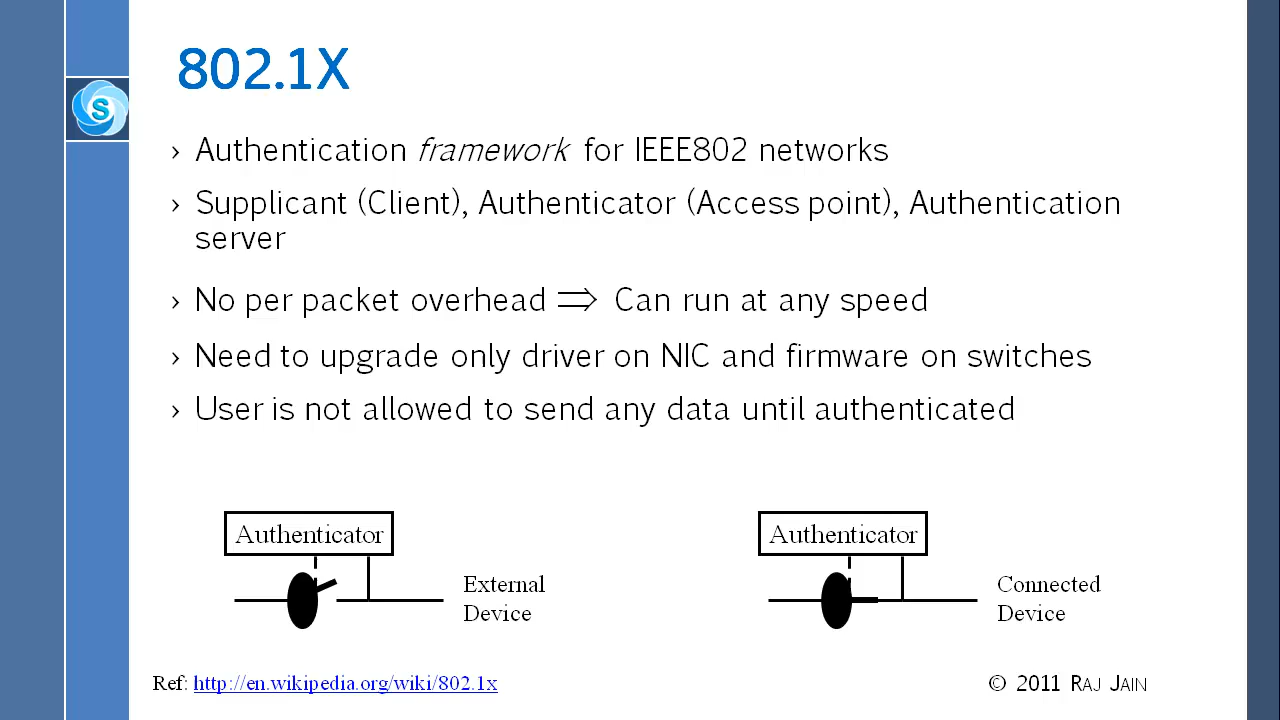 802.1X
S
› Authentication framework for IEEE802 networks
› Supplicant (Client), Authenticator (Access point), Authentication
server
› No per packet overhead ⇒ Can run at any speed
› Need to upgrade only driver on NIC and firmware on switches
› User is not allowed to send any data until authenticated
Authenticator
External
Device
Authenticator
Connected
Device
Ref: http://en.wikipedia.org/wiki/802.1x
© 2011 RAJ JAIN